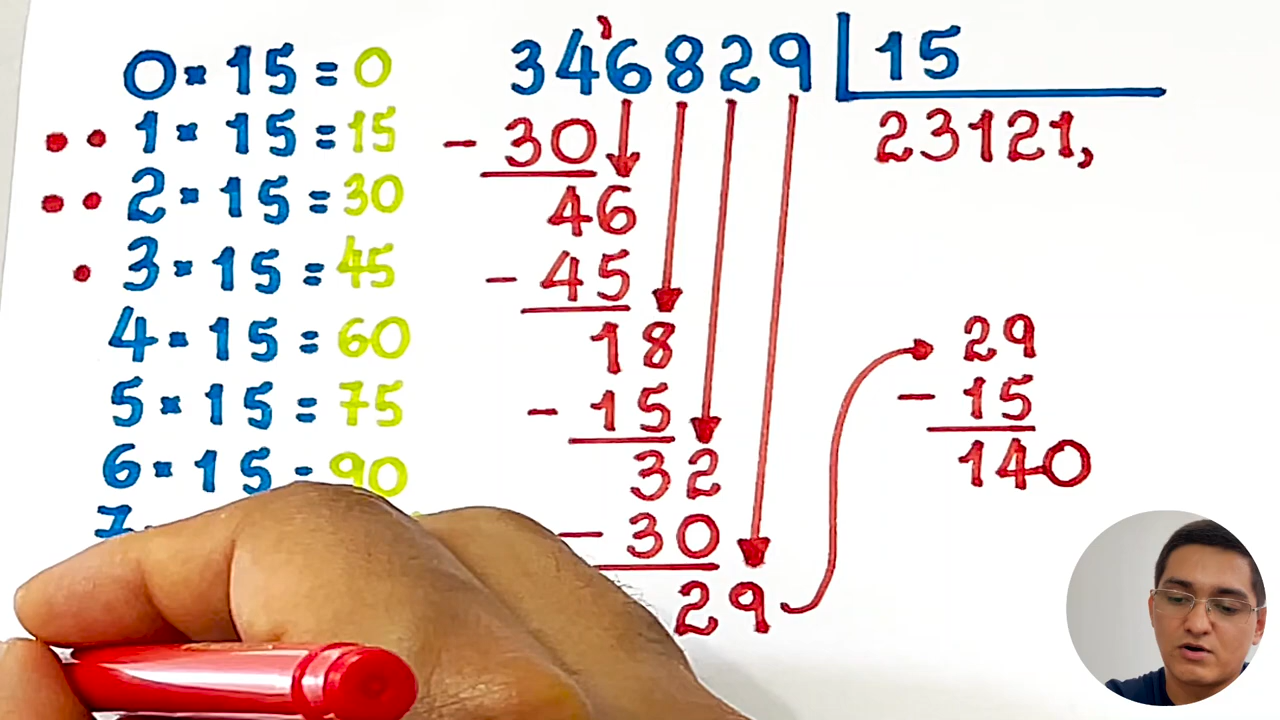 0 × 15 = 0
1 × 15 = 15
2 × 15 = 30
3 × 15 = 45
4 × 15 = 60
5 × 15 = 75
6 × 15 = 90
7
346829 15
23121,
- 30
46
- 45
18
- 15
32
- 30
29
29
- 15
140